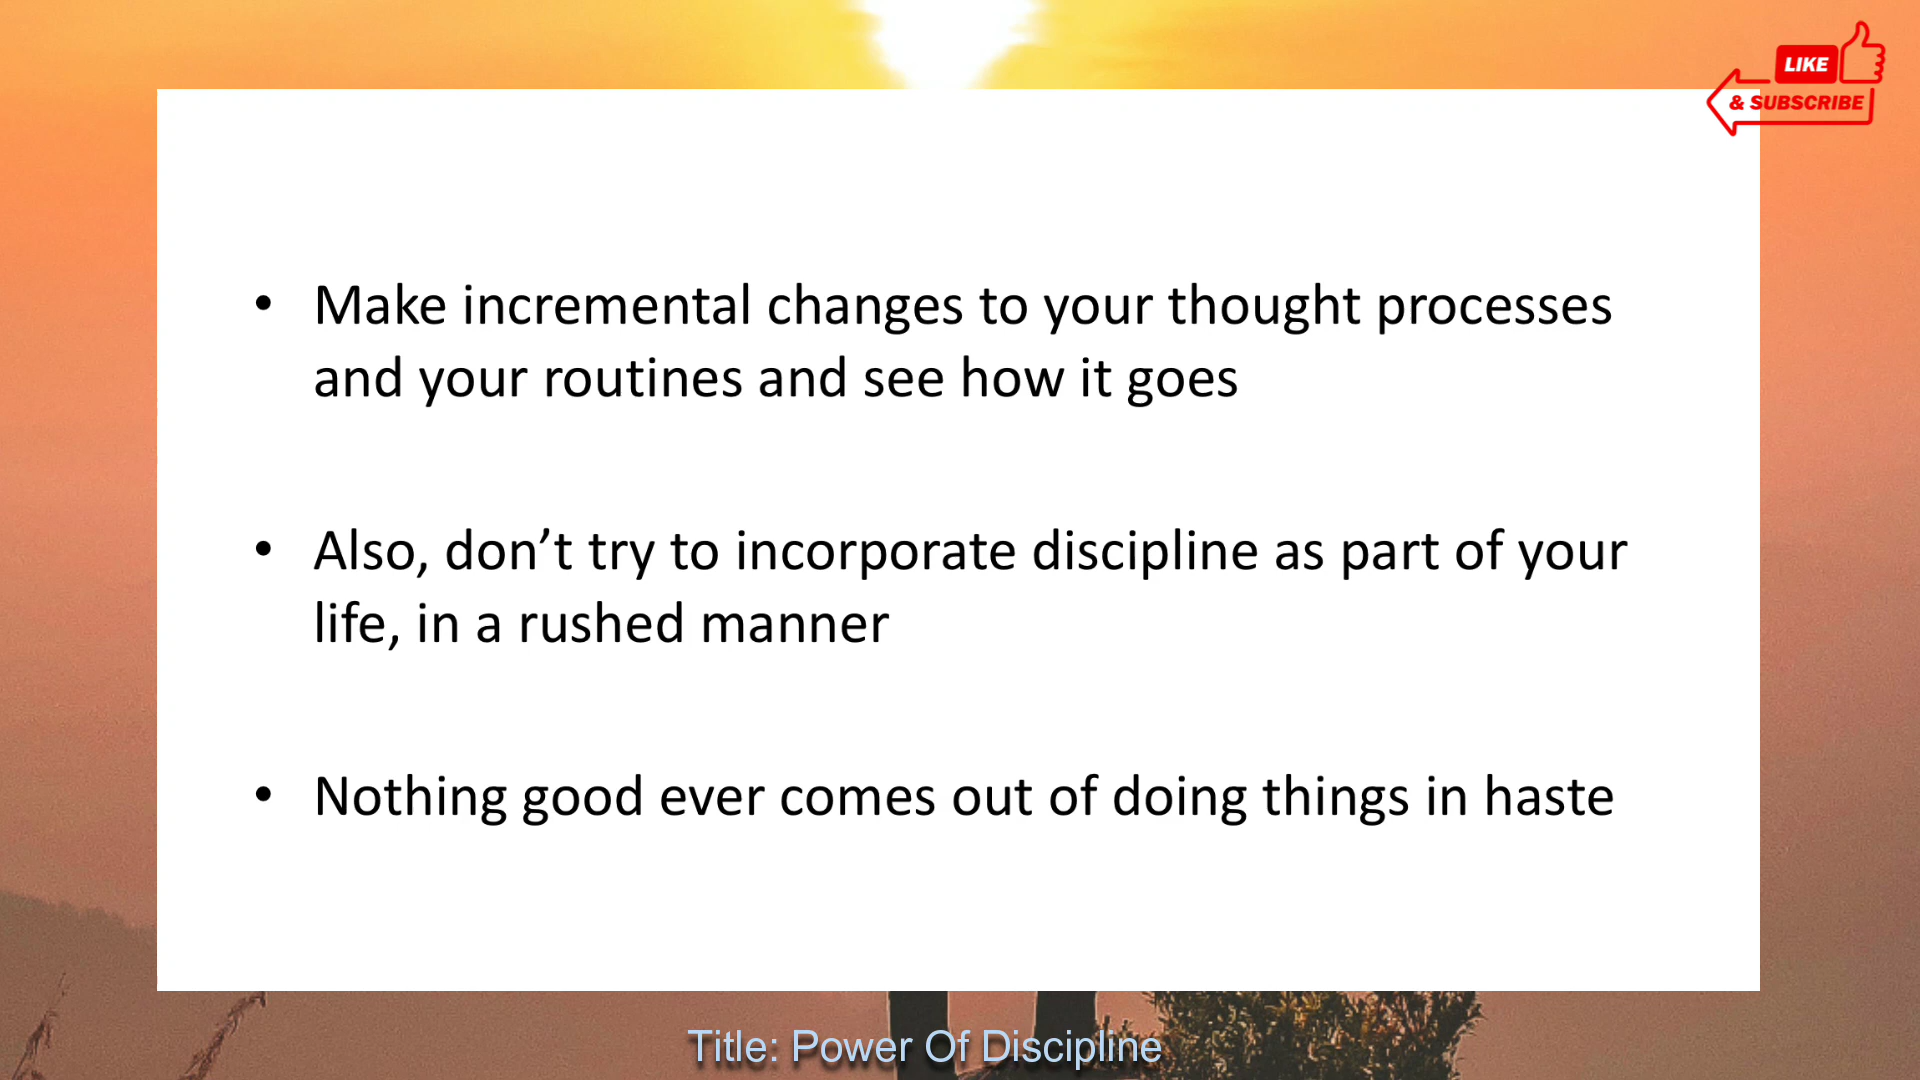 LIKE
& SUBSCRIBE
• Make incremental changes to your thought processes
and your routines and see how it goes
• Also, don’t try to incorporate discipline as part of your
life, in a rushed manner
• Nothing good ever comes out of doing things in haste
Title: Power Of Discipline